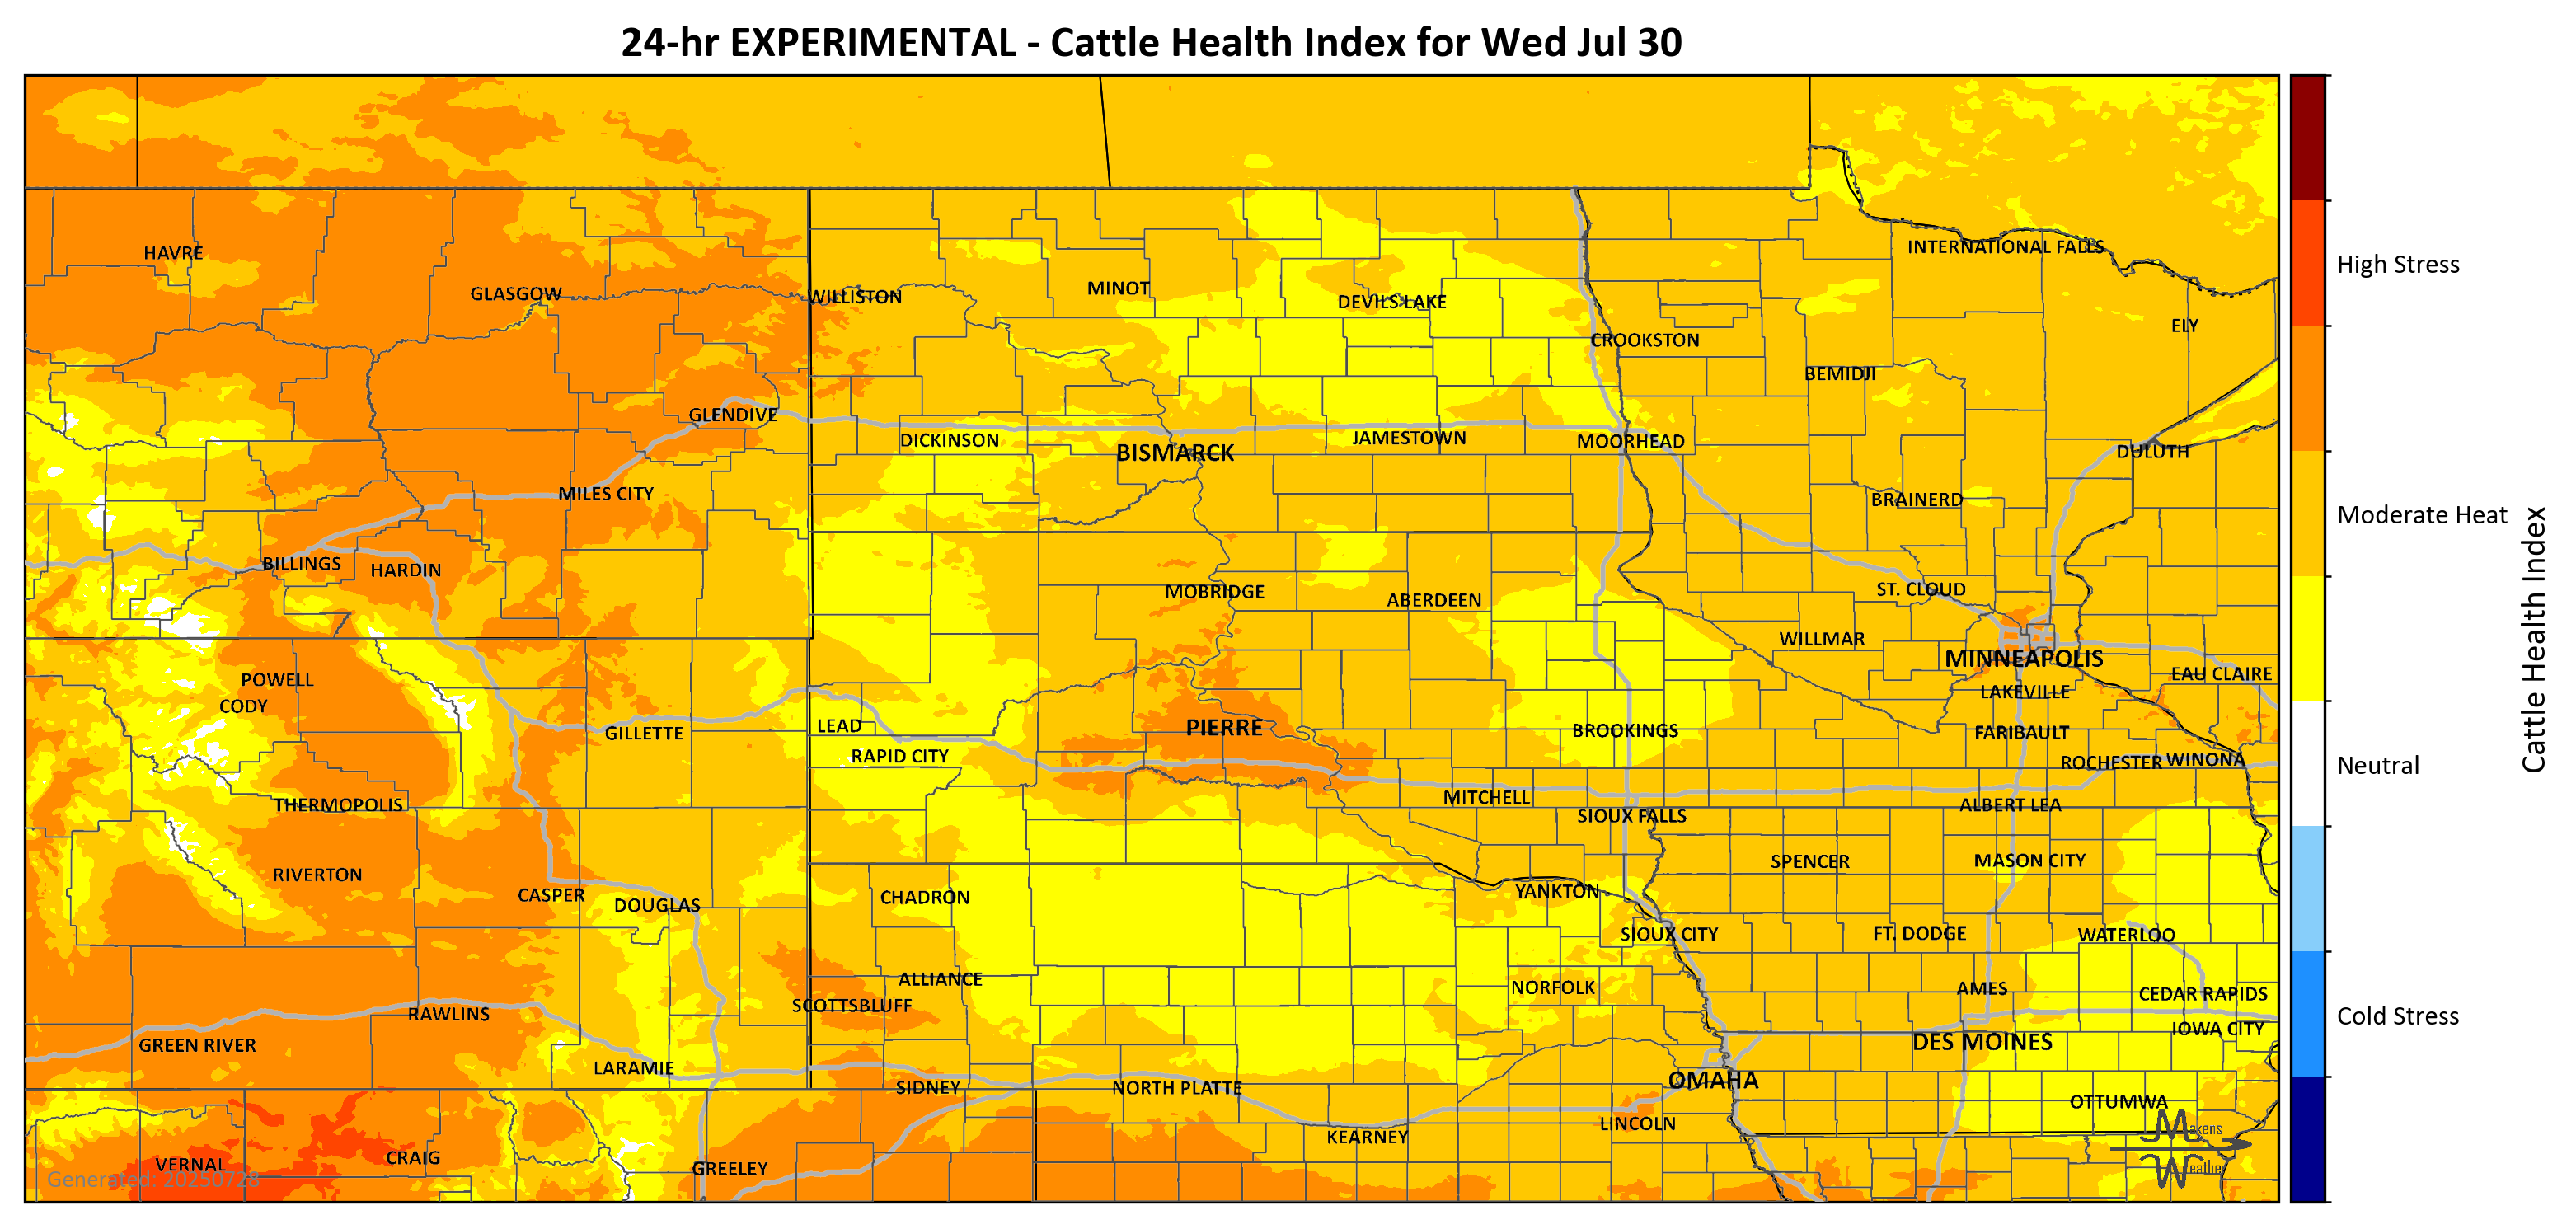 24-hr EXPERIMENTAL - Cattle Health Index for Wed Jul 30
HAVRE
GLASGOW
WILLISTON
MINOT
DEVILS LAKE
INTERNATIONAL FALLS
CROOKSTON
ELY
BEMIDJI
GLENDIVE
DICKINSON
BISMARCK
JAMESTOWN
MOORHEAD
DULUTH
MILES CITY
BRAINERD
BILLINGS
HARDIN
MOBRIDGE
ABERDEEN
ST. CLOUD
WILLMAR
MINNEAPOLIS
EAU CLAIRE
POWELL
CODY
LAKEVILLE
GILLETTE
LEAD
PIERRE
BROOKINGS
FARIBAULT
RAPID CITY
ROCHESTER
WINONA
THERMOPOLIS
MITCHELL
SIOUX FALLS
ALBERT LEA
RIVERTON
SPENCER
MASON CITY
CASPER
DOUGLAS
CHADRON
YANKTON
SIOUX CITY
FT. DODGE
WATERLOO
ALLIANCE
SCOTTSBLUFF
NORFOLK
AMES
CEDAR RAPIDS
RAWLINS
GREEN RIVER
IOWA CITY
DES MOINES
LARAMIE
SIDNEY
NORTH PLATTE
OMAHA
OTTUMWA
LINCOLN
KEARNEY
VERNAL
CRAIG
GREELEY
Generated: 20250728
Makens
Weather
High Stress
Moderate Heat
Neutral
Cold Stress
Cattle Health Index